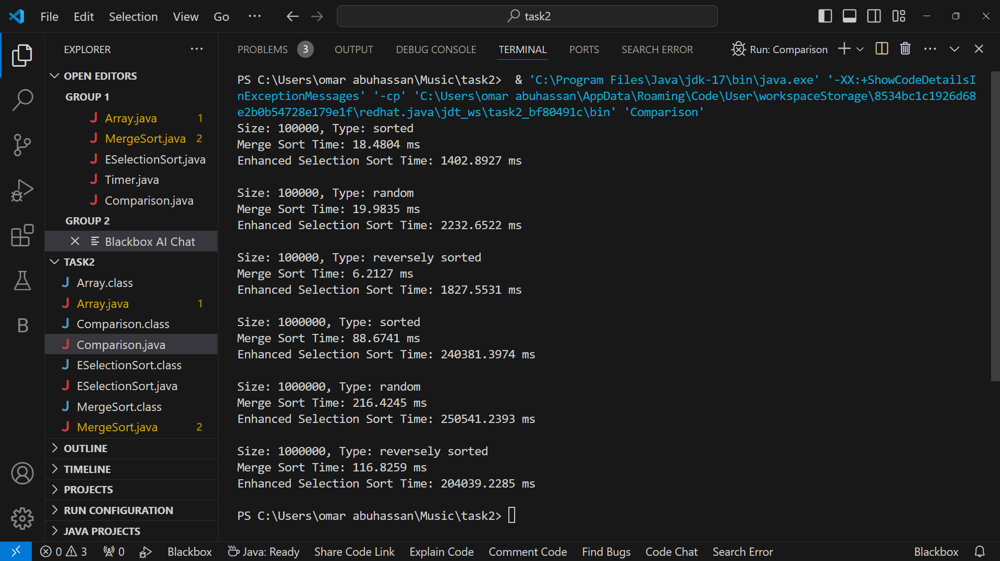 File Edit Selection View Go ··· task2
EXPLORER ···
OPEN EDITORS
GROUP 1
J Array.java 1
J MergeSort.java 2
J ESelectionSort.java
J Timer.java
J Comparison.java
GROUP 2
Blackbox AI Chat
TASK2
J Array.class
J Array.java 1
J Comparison.class
J Comparison.java
J ESelectionSort.class
J ESelectionSort.java
J MergeSort.class
J MergeSort.java 2
OUTLINE
TIMELINE
PROJECTS
RUN CONFIGURATION
JAVA PROJECTS
B
PROBLEMS 3 OUTPUT DEBUG CONSOLE TERMINAL PORTS SEARCH ERROR Run: Comparison ···
PS C:\Users\omar abuhassan\Music\task2>  & 'C:\Program Files\Java\jdk-17\bin\java.exe' '-XX:+ShowCodeDetailsI
nExceptionMessages' '-cp' 'C:\Users\omar abuhassan\AppData\Roaming\Code\User\workspaceStorage\8534bc1c1926d68
e2b0b54728e179e1f\redhat.java\jdt_ws\task2_bf80491c\bin' 'Comparison'
Size: 100000, Type: sorted
Merge Sort Time: 18.4804 ms
Enhanced Selection Sort Time: 1402.8927 ms
Size: 100000, Type: random
Merge Sort Time: 19.9835 ms
Enhanced Selection Sort Time: 2232.6522 ms
Size: 100000, Type: reversely sorted
Merge Sort Time: 6.2127 ms
Enhanced Selection Sort Time: 1827.5531 ms
Size: 1000000, Type: sorted
Merge Sort Time: 88.6741 ms
Enhanced Selection Sort Time: 240381.3974 ms
Size: 1000000, Type: random
Merge Sort Time: 216.4245 ms
Enhanced Selection Sort Time: 250541.2393 ms
Size: 1000000, Type: reversely sorted
Merge Sort Time: 116.8259 ms
Enhanced Selection Sort Time: 204039.2285 ms
PS C:\Users\omar abuhassan\Music\task2>
0 3 0 Blackbox Java: Ready Share Code Link Explain Code Comment Code Find Bugs Code Chat Search Error Blackbox